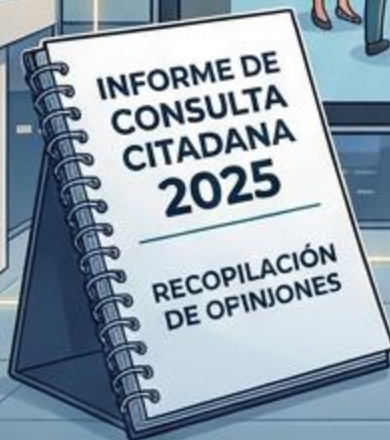 INFORME DE
CONSULTA
CITADANA
2025
RECOPILACIÓN
DE OFINJONES